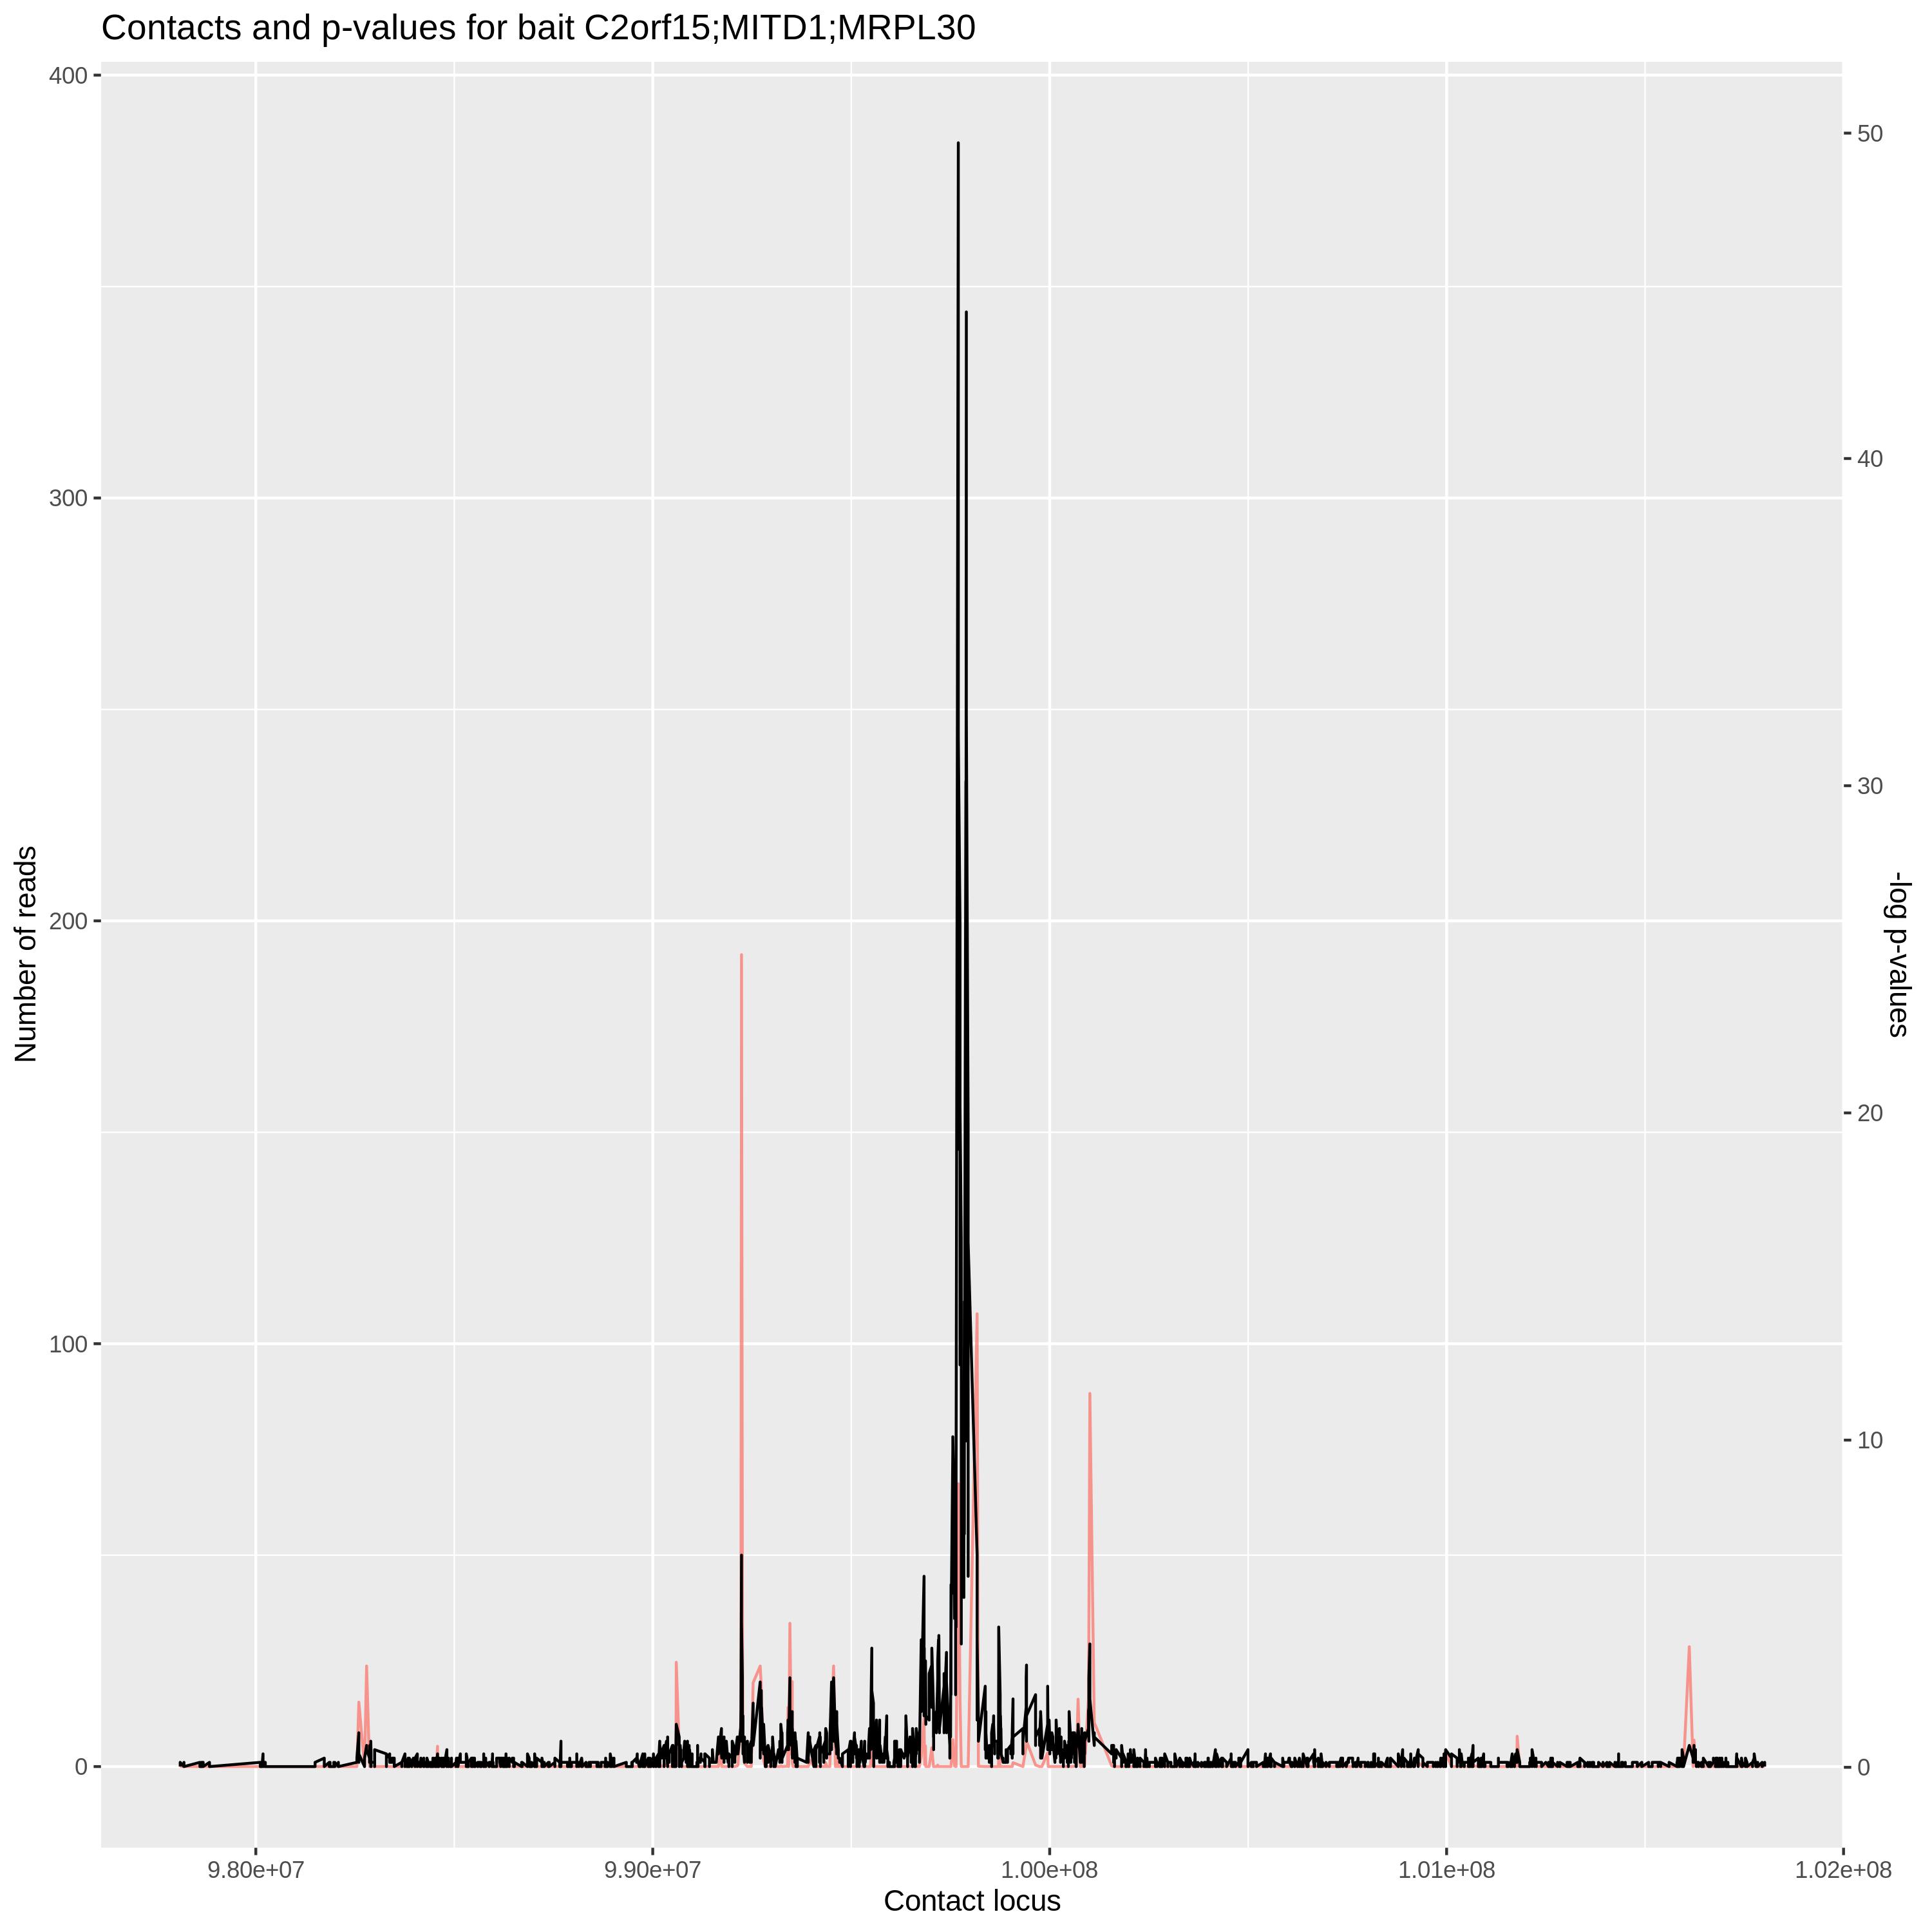 Contacts and p-values for bait C2orf15;MITD1;MRPL30
400
300
200
100
0
Number of reads
50
40
30
20
10
0
-log p-values
9.80e+07
9.90e+07
1.00e+08
1.01e+08
1.02e+08
Contact locus